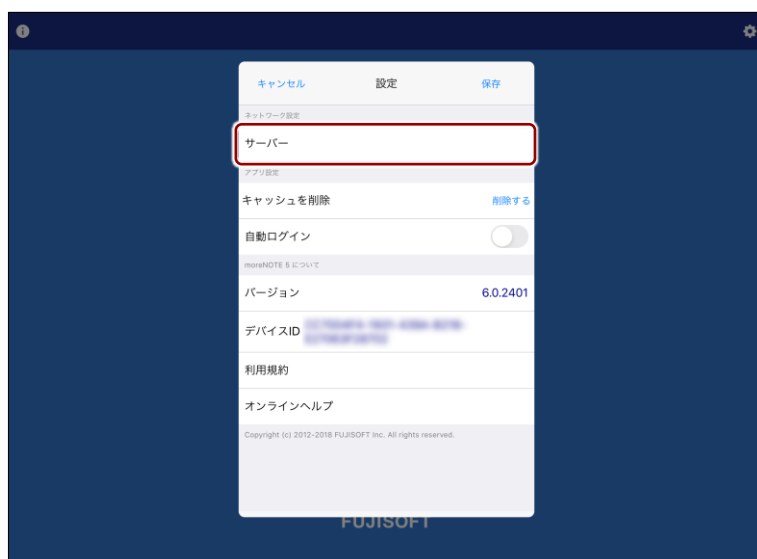 キャンセル 設定 保存
ネットワーク設定
サーバー
アプリ設定
キャッシュを削除 削除する
自動ログイン
moreNOTE 5 について
バージョン 6.0.2401
デバイスID
利用規約
オンラインヘルプ
Copyright (c) 2012-2018 FUJISOFT Inc. All rights reserved.
FUJISOFT